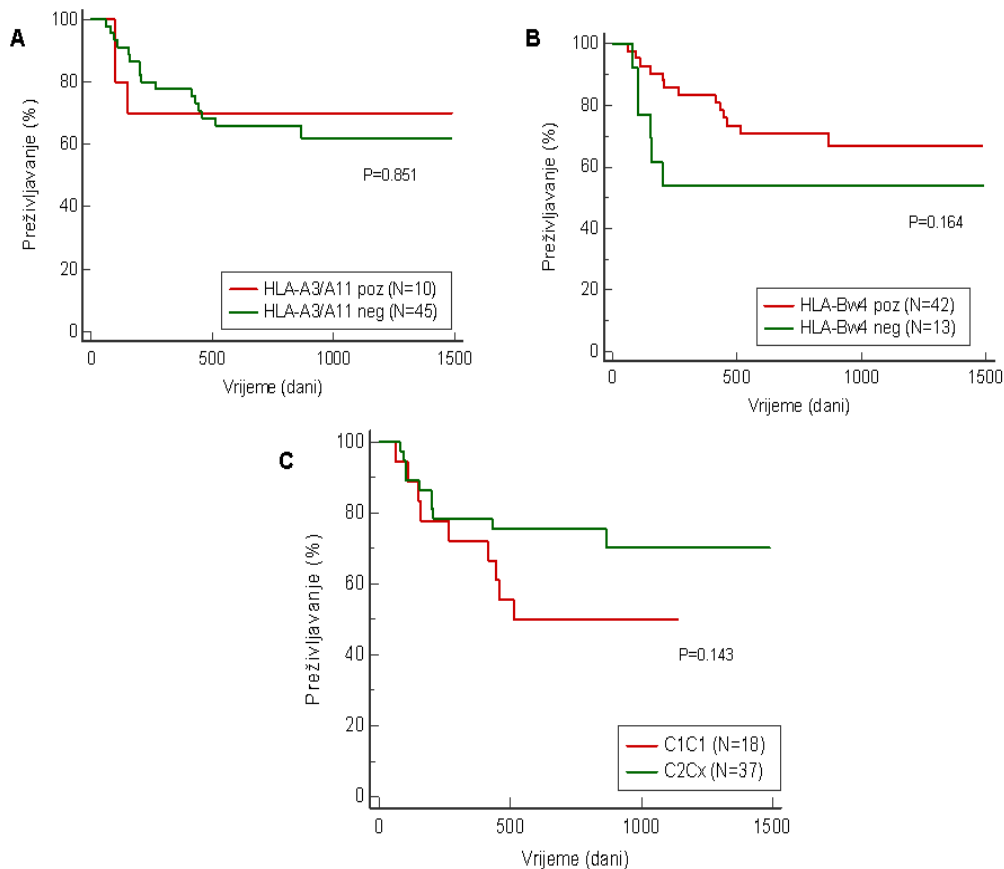 A
Preživljavanje (%)
100
80
60
40
20
0
P=0.851
HLA-A3/A11 poz (N=10)
HLA-A3/A11 neg (N=45)
0 500 1000 1500
Vrijeme (dani)
B
Preživljavanje (%)
100
80
60
40
20
0
P=0.164
HLA-Bw4 poz (N=42)
HLA-Bw4 neg (N=13)
0 500 1000 1500
Vrijeme (dani)
C
Preživljavanje (%)
100
80
60
40
20
0
P=0.143
C1C1 (N=18)
C2Cx (N=37)
0 500 1000 1500
Vrijeme (dani)